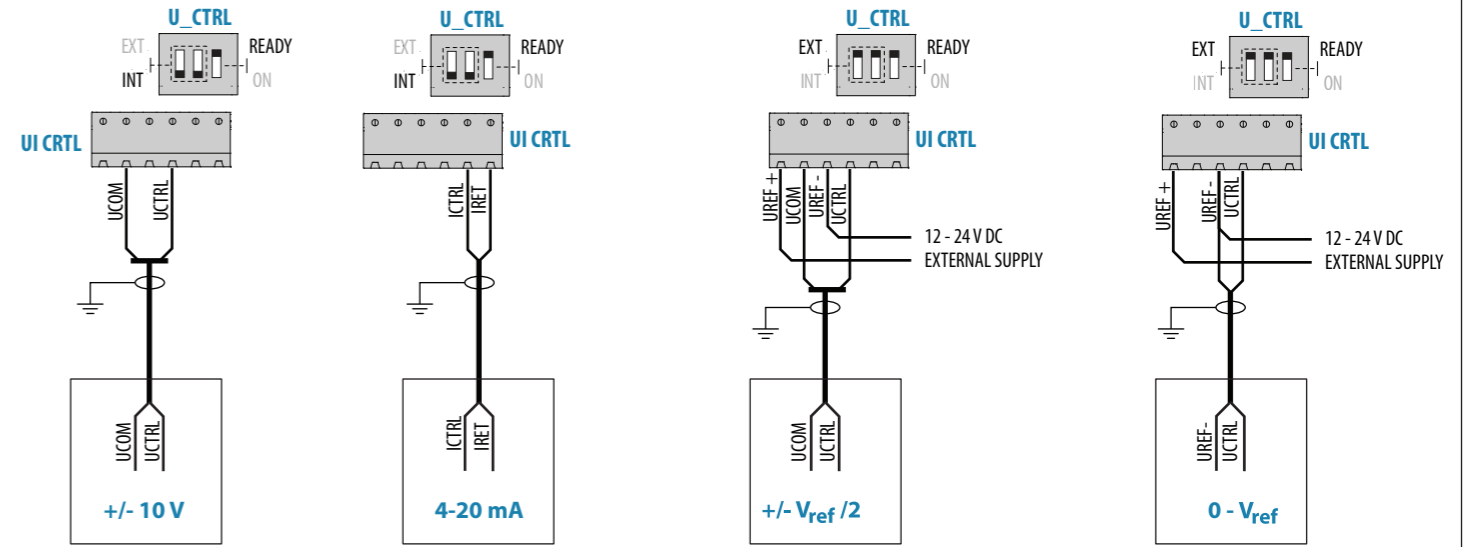 U_CTRL
EXT
READY
INT
ON
UI CRTL
UCOM
UCTRL
UCOM
UCTRL
+/- 10 V
U_CTRL
EXT
READY
INT
ON
UI CRTL
ICTRL
IRET
ICTRL
IRET
4-20 mA
U_CTRL
EXT
READY
INT
ON
UI CRTL
UREF +
UCOM
UREF -
UCTRL
12 - 24 V DC
EXTERNAL SUPPLY
UCOM
UCTRL
+/- Vref /2
U_CTRL
EXT
READY
INT
ON
UI CRTL
UREF +
UREF-
UCTRL
12 - 24 V DC
EXTERNAL SUPPLY
UREF-
UCTRL
0 - Vref